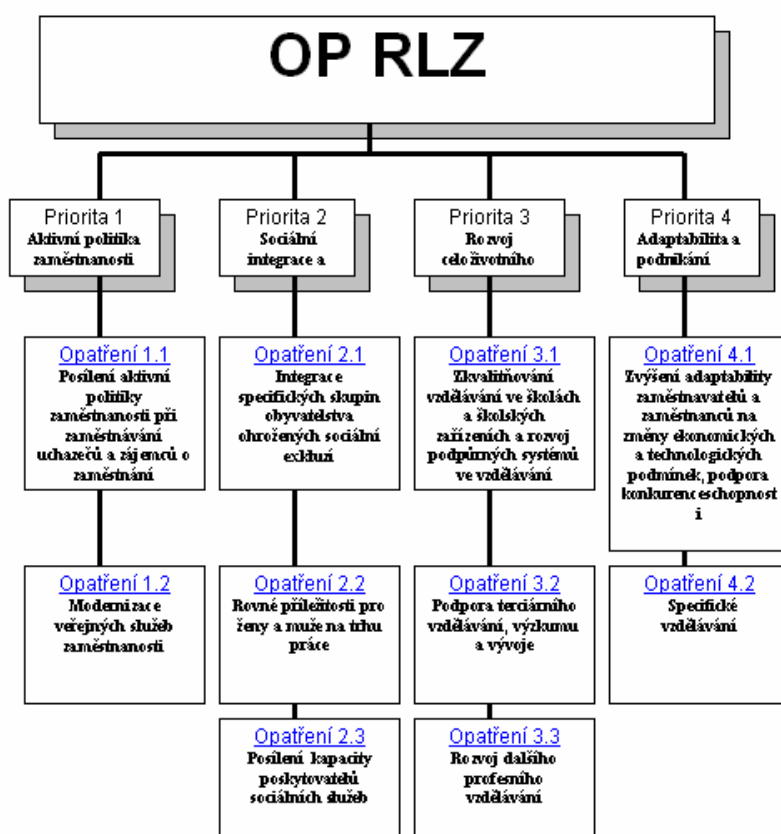 OP RLZ
Priorita 1
Aktivní politika
zaměstnanosti
Priorita 2
Sociální
integrace a
Priorita 3
Rozvoj
celoživotního
Priorita 4
Adaptabilita a
podnikání
Opatření 1.1
Posílení aktivní
politiky
zaměstnanosti při
zaměstnávání
uchazečů a zájemců o
zaměstnání
Opatření 2.1
Integrace
specifických skupin
obyvatelstva
ohrožených sociální
exkluzí
Opatření 3.1
Zkvalitňování
vzdělávání ve školách
a školských
zařízeních a rozvoj
podpůrných systémů
ve vzdělávání
Opatření 4.1
Zvýšení adaptability
zaměstnavatelů a
zaměstnanců na
změny ekonomických
a technologických
podmínek, podpora
konkurenceschopnost
i
Opatření 1.2
Modernizace
veřejných služeb
zaměstnanosti
Opatření 2.2
Rovné příležitosti pro
ženy a muže na trhu
práce
Opatření 3.2
Podpora terciárního
vzdělávání, výzkumu
a vývoje
Opatření 4.2
Specifické
vzdělávání
Opatření 2.3
Posílení kapacity
poskytovatelů
sociálních služeb
Opatření 3.3
Rozvoj dalšího
profesního
vzdělávání